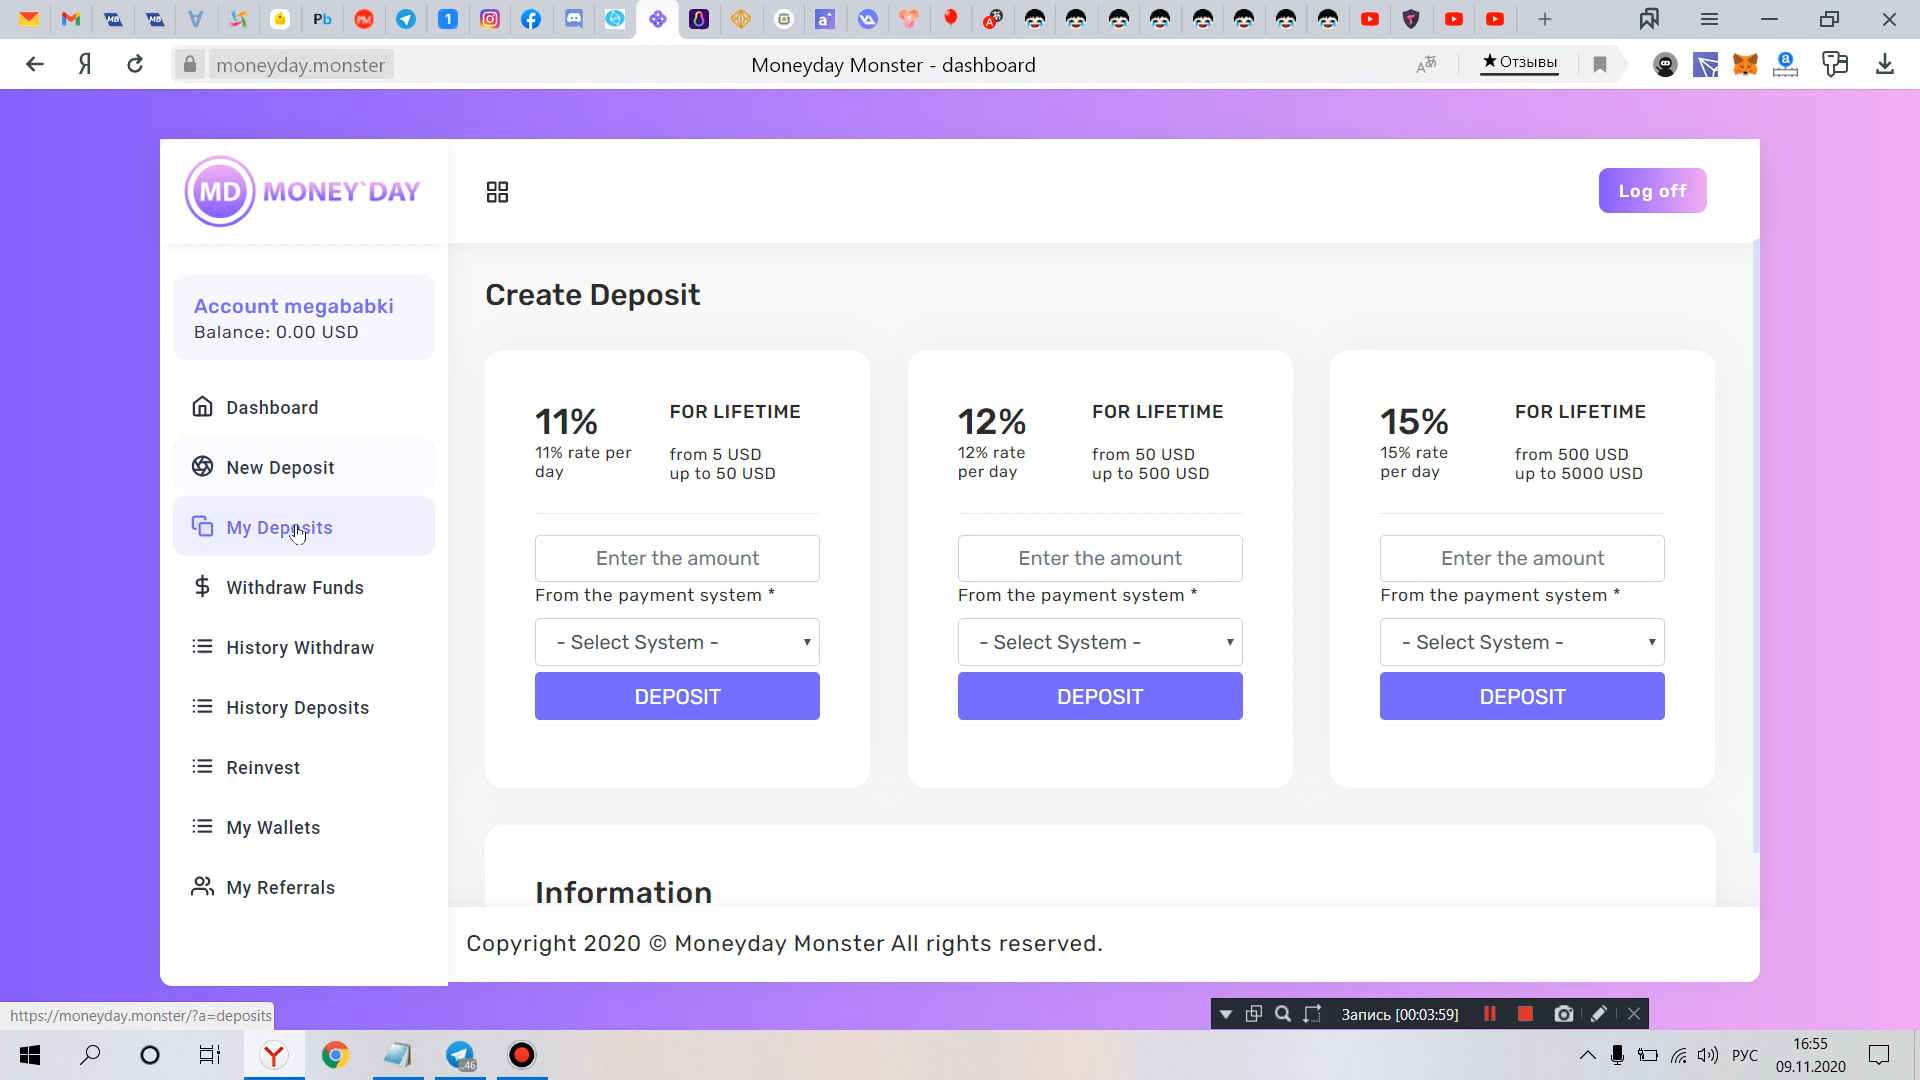 Pb
PM
1
moneyday.monster
Moneyday Monster - dashboard
★Отзывы
MD MONEY`DAY
Log off
Account megababki
Balance: 0.00 USD
Dashboard
New Deposit
My Deposits
Withdraw Funds
History Withdraw
History Deposits
Reinvest
My Wallets
My Referrals
Create Deposit
11%
11% rate per
day
FOR LIFETIME
from 5 USD
up to 50 USD
Enter the amount
From the payment system *
- Select System -
DEPOSIT
12%
12% rate
per day
FOR LIFETIME
from 50 USD
up to 500 USD
Enter the amount
From the payment system *
- Select System -
DEPOSIT
15%
15% rate
per day
FOR LIFETIME
from 500 USD
up to 5000 USD
Enter the amount
From the payment system *
- Select System -
DEPOSIT
Information
Copyright 2020 © Moneyday Monster All rights reserved.
https://moneyday.monster/?a=deposits
Запись [00:03:59]
РУС
16:55
09.11.2020